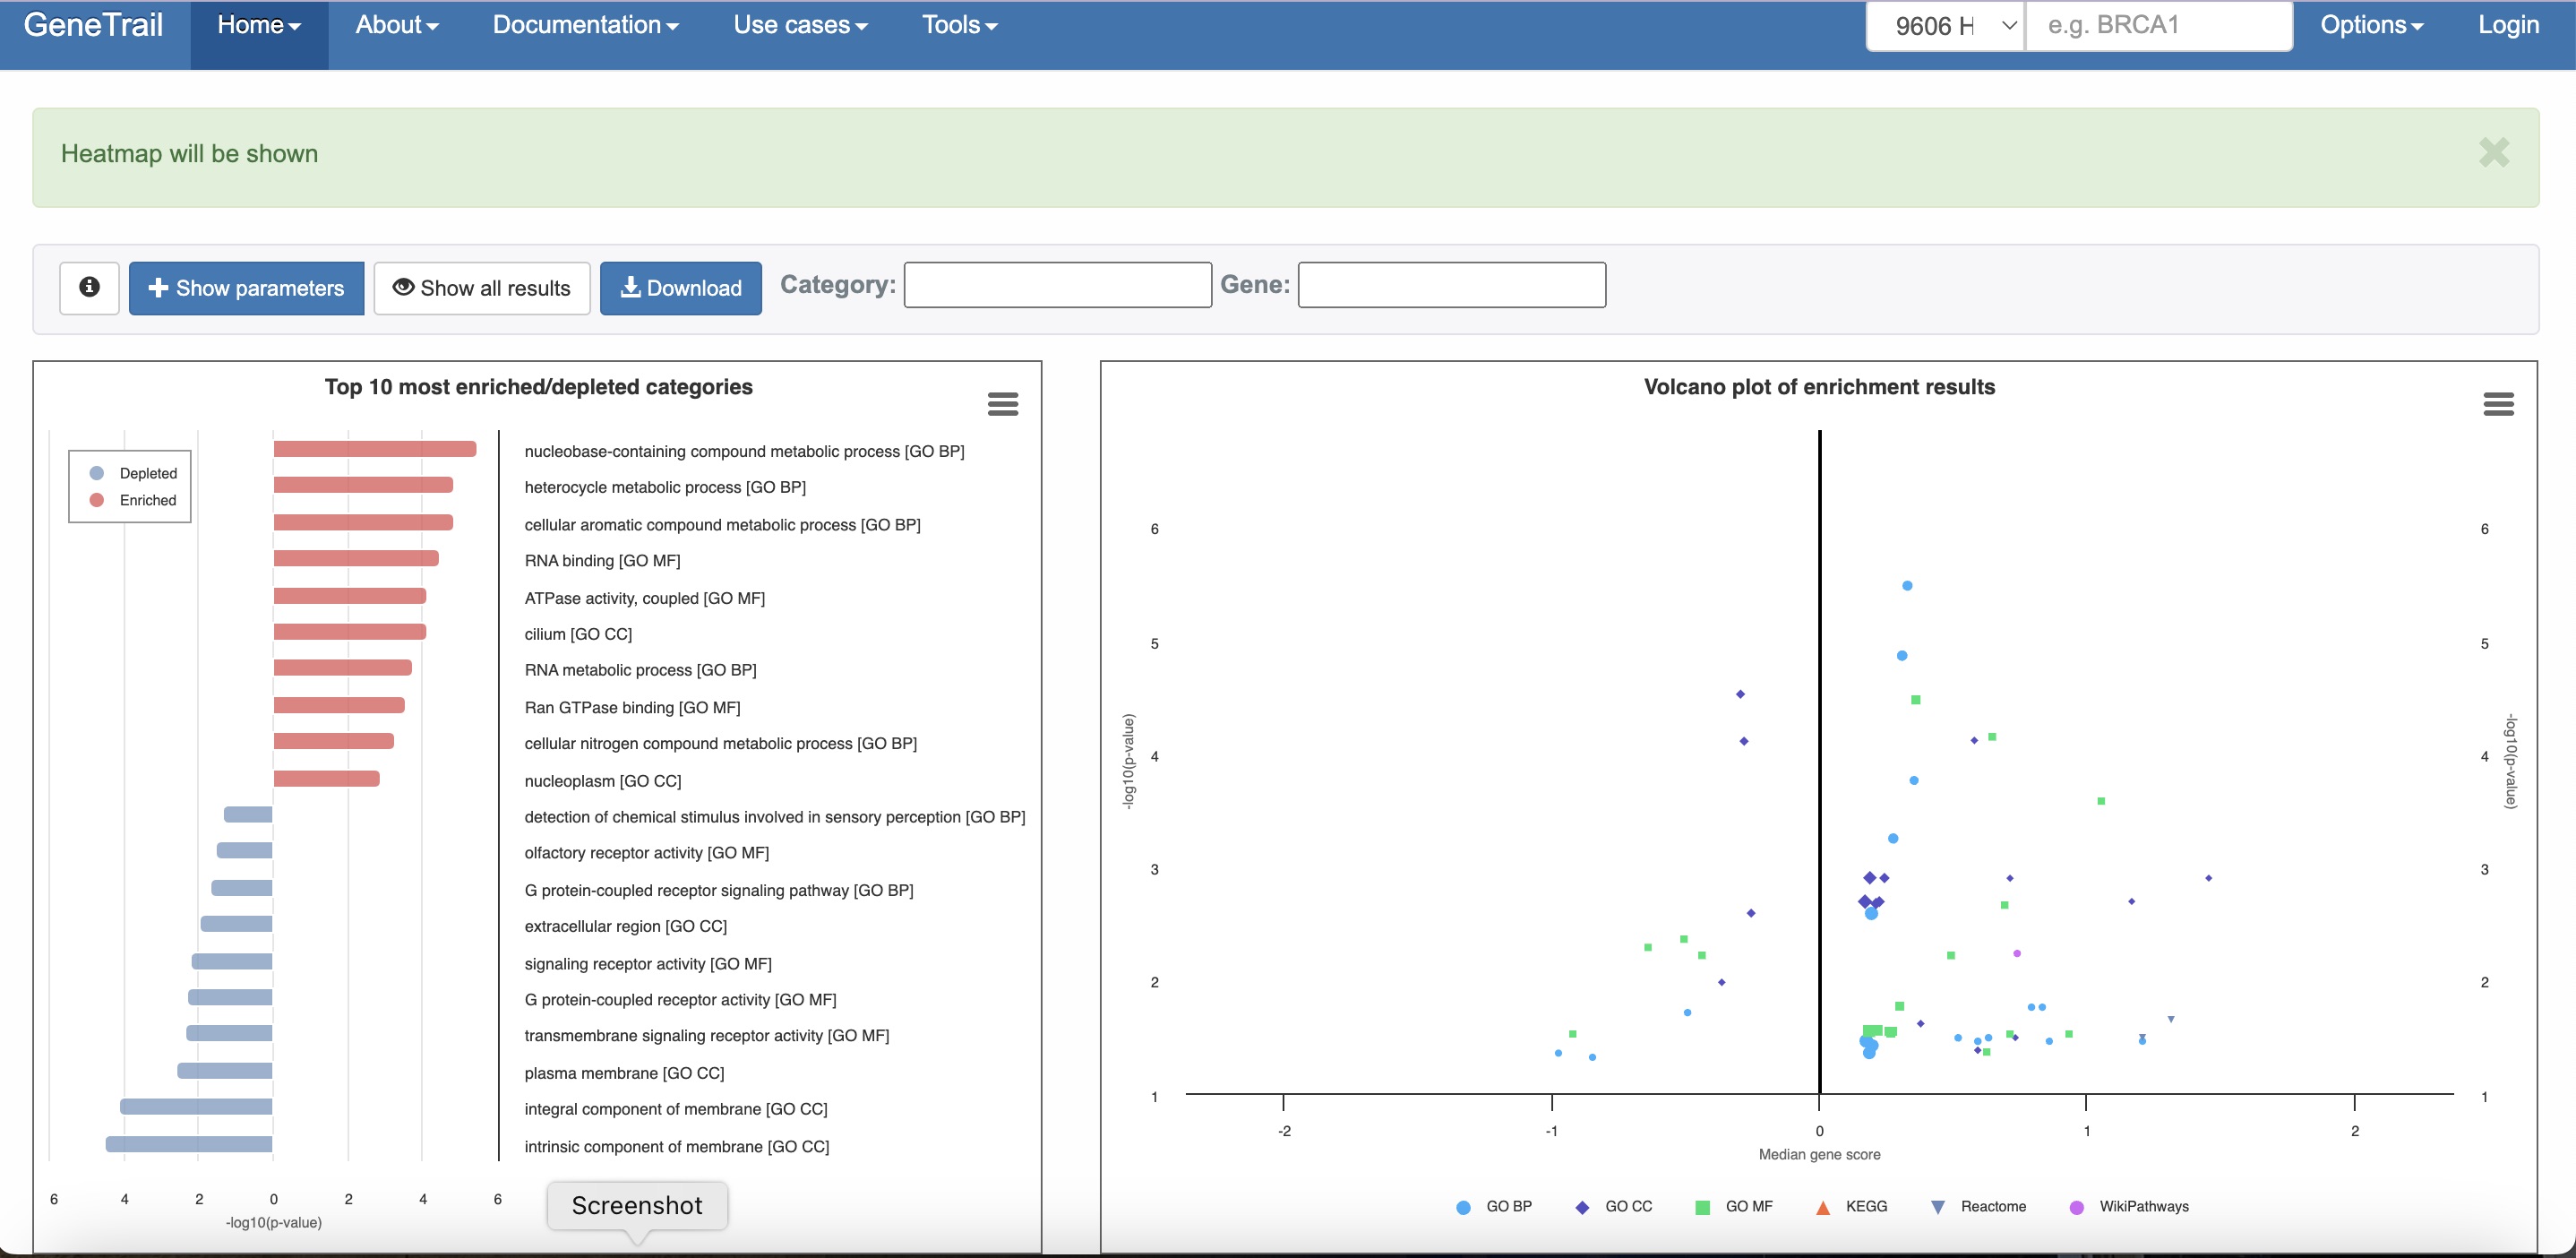 GeneTrail Home About Documentation Use cases Tools 9606 H e.g. BRCA1 Options Login
Heatmap will be shown
Show parameters Show all results Download Category: Gene:
Top 10 most enriched/depleted categories
Depleted
Enriched
nucleobase-containing compound metabolic process [GO BP]
heterocycle metabolic process [GO BP]
cellular aromatic compound metabolic process [GO BP]
RNA binding [GO MF]
ATPase activity, coupled [GO MF]
cilium [GO CC]
RNA metabolic process [GO BP]
Ran GTPase binding [GO MF]
cellular nitrogen compound metabolic process [GO BP]
nucleoplasm [GO CC]
detection of chemical stimulus involved in sensory perception [GO BP]
olfactory receptor activity [GO MF]
G protein-coupled receptor signaling pathway [GO BP]
extracellular region [GO CC]
signaling receptor activity [GO MF]
G protein-coupled receptor activity [GO MF]
transmembrane signaling receptor activity [GO MF]
plasma membrane [GO CC]
integral component of membrane [GO CC]
intrinsic component of membrane [GO CC]
6 4 2 0 2 4 6
-log10(p-value)
Screenshot
Volcano plot of enrichment results
6 6
5 5
4 4
3 3
2 2
1 1
-log10(p-value)
-log10(p-value)
-2 -1 0 1 2
Median gene score
GO BP GO CC GO MF KEGG Reactome WikiPathways